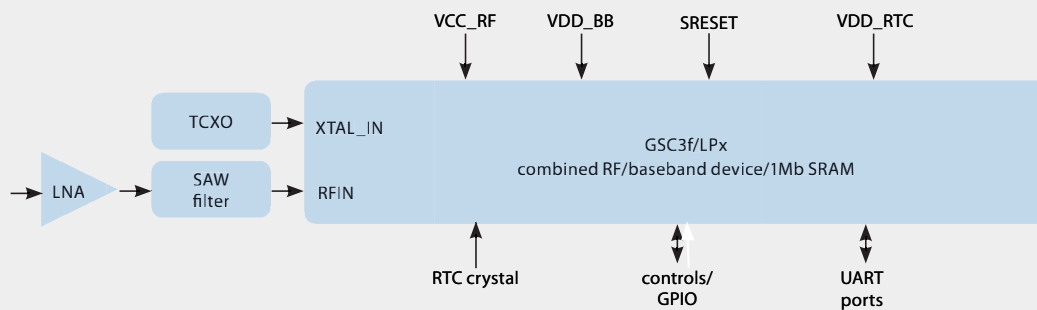 VCC_RF
VDD_BB
SRESET
VDD_RTC
TCXO
XTAL_IN
GSC3f/LPx
combined RF/baseband device/1Mb SRAM
LNA
SAW
filter
RFIN
RTC crystal
controls/
GPIO
UART
ports